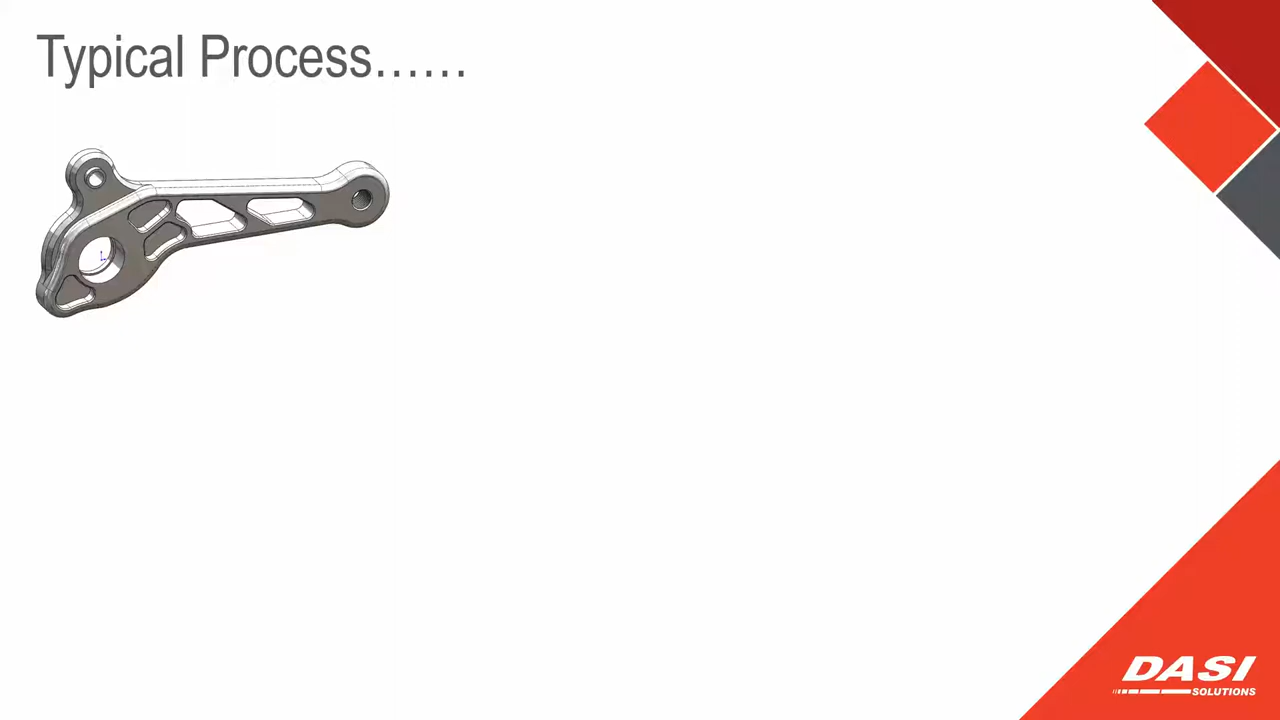 Typical Process......
DASI
SOLUTIONS